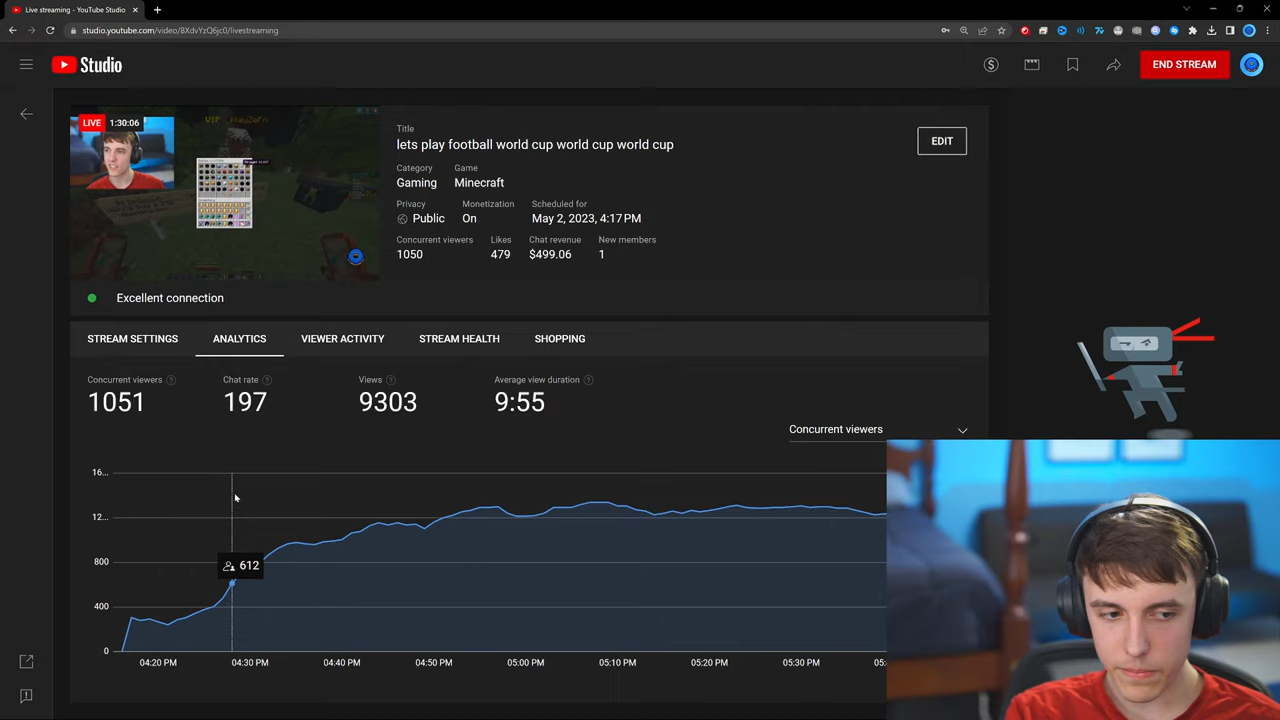 Live streaming - YouTube Studio
studio.youtube.com/video/8XdvYzQ6jc0/livestreaming
Studio
END STREAM
LIVE 1:30:06
VIP
Title
lets play football world cup world cup world cup
EDIT
Category Game
Gaming Minecraft
Privacy Monetization Scheduled for
Public On May 2, 2023, 4:17 PM
Concurrent viewers Likes Chat revenue New members
1050 479 $499.06 1
Excellent connection
STREAM SETTINGS ANALYTICS VIEWER ACTIVITY STREAM HEALTH SHOPPING
Concurrent viewers Chat rate Views Average view duration
1051 197 9303 9:55
Concurrent viewers
16...
12...
800
612
400
0
04:20 PM 04:30 PM 04:40 PM 04:50 PM 05:00 PM 05:10 PM 05:20 PM 05:30 PM 05: